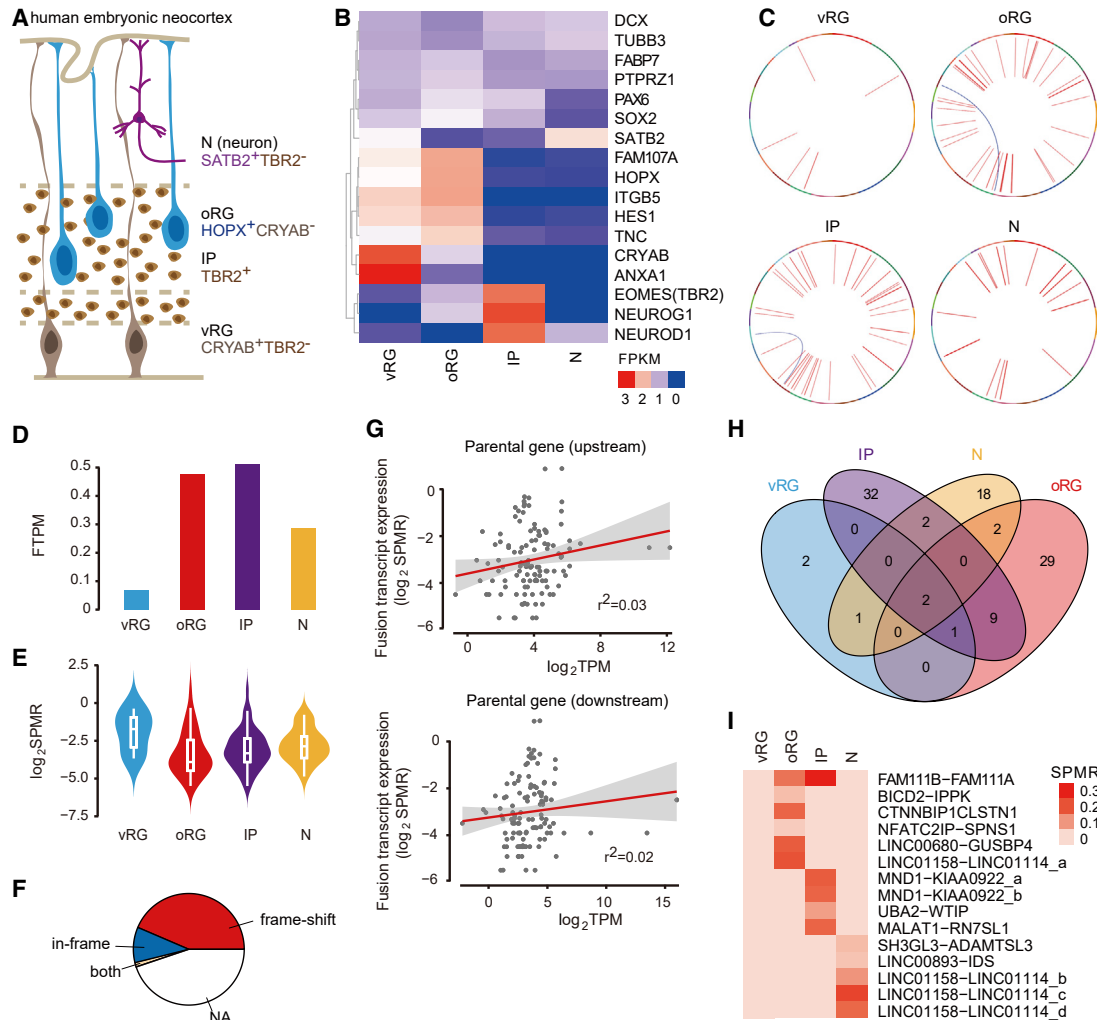 A human embryonic neocortex
N (neuron)
SATB2+TBR2-
oRG
HOPX+CRYAB-
IP
TBR2+
vRG
CRYAB+TBR2-
B
DCX
TUBB3
FABP7
PTPRZ1
PAX6
SOX2
SATB2
FAM107A
HOPX
ITGB5
HES1
TNC
CRYAB
ANXA1
EOMES(TBR2)
NEUROG1
NEUROD1
vRG oRG IP N
FPKM
3 2 1 0
C
vRG oRG
IP N
D
FTPM
0.5
0.3
0.2
0.1
0
vRG oRG IP N
E
log2SPMR
2.5
0
-2.5
-5.0
-7.5
vRG oRG IP N
F
frame-shift
in-frame
both
NA
G
Parental gene (upstream)
Fusion transcript expression
(log2 SPMR)
0
−2
−4
−6
r2=0.03
0 4 8 12
log2TPM
Parental gene (downstream)
Fusion transcript expression
(log2 SPMR)
0
−2
−4
−6
r2=0.02
0 5 10 15
log2TPM
H
IP N
vRG oRG
32 18
0 2 2
2 0 0 29
2
1 0 1 9
0
I
vRG oRG IP N
FAM111B−FAM111A
BICD2−IPPK
CTNNBIP1CLSTN1
NFATC2IP−SPNS1
LINC00680−GUSBP4
LINC01158−LINC01114_a
MND1−KIAA0922_a
MND1−KIAA0922_b
UBA2−WTIP
MALAT1−RN7SL1
SH3GL3−ADAMTSL3
LINC00893−IDS
LINC01158−LINC01114_b
LINC01158−LINC01114_c
LINC01158−LINC01114_d
SPMR
0.3
0.2
0.1
0